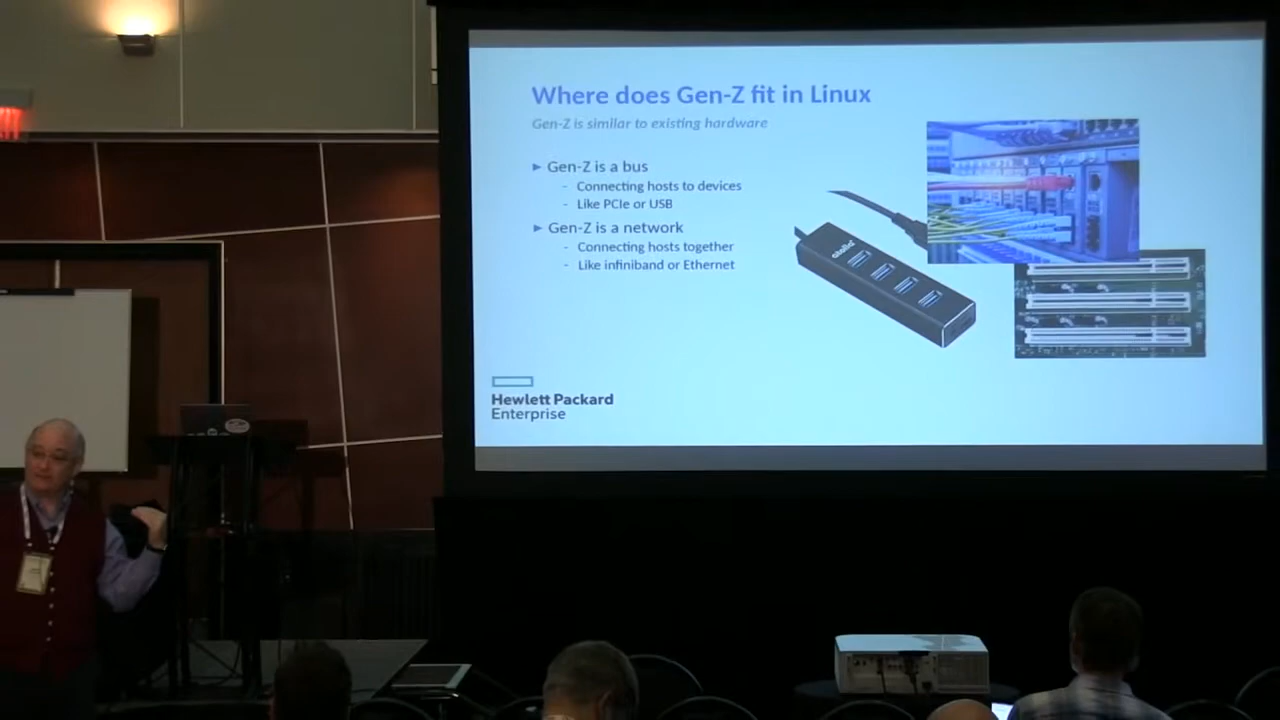 Where does Gen-Z fit in Linux
Gen-Z is similar to existing hardware
► Gen-Z is a bus
- Connecting hosts to devices
- Like PCIe or USB
► Gen-Z is a network
- Connecting hosts together
- Like infiniband or Ethernet
Hewlett Packard
Enterprise